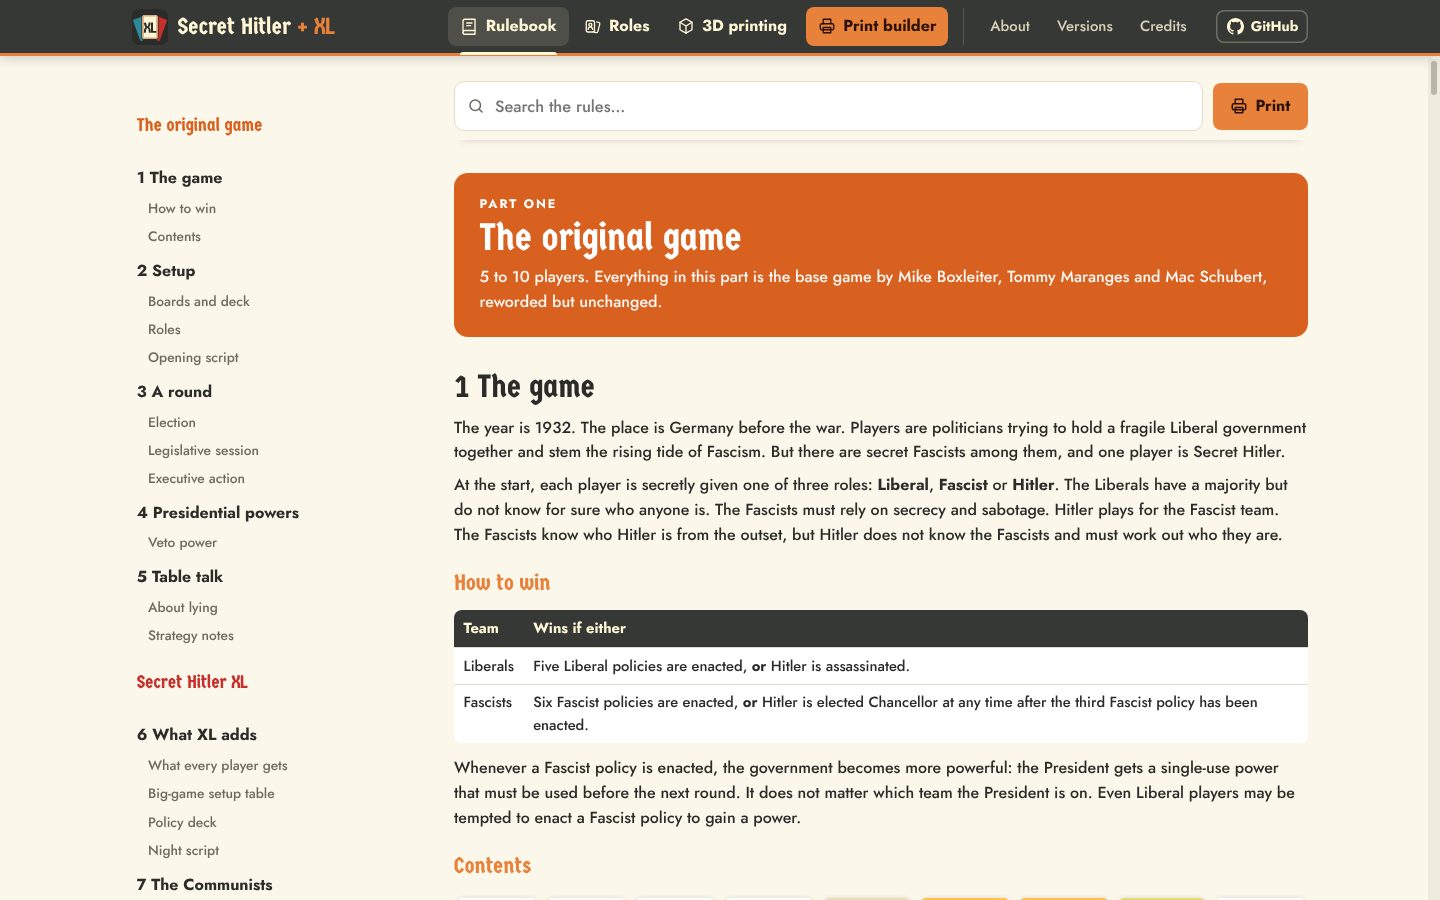 XL Secret Hitler + XL
Rulebook
Roles
3D printing
Print builder
About
Versions
Credits
GitHub
The original game
1 The game
How to win
Contents
2 Setup
Boards and deck
Roles
Opening script
3 A round
Election
Legislative session
Executive action
4 Presidential powers
Veto power
5 Table talk
About lying
Strategy notes
Secret Hitler XL
6 What XL adds
What every player gets
Big-game setup table
Policy deck
Night script
7 The Communists
Search the rules...
Print
PART ONE
The original game
5 to 10 players. Everything in this part is the base game by Mike Boxleiter, Tommy Maranges and Mac Schubert,
reworded but unchanged.
1 The game
The year is 1932. The place is Germany before the war. Players are politicians trying to hold a fragile Liberal government
together and stem the rising tide of Fascism. But there are secret Fascists among them, and one player is Secret Hitler.
At the start, each player is secretly given one of three roles: Liberal, Fascist or Hitler. The Liberals have a majority but
do not know for sure who anyone is. The Fascists must rely on secrecy and sabotage. Hitler plays for the Fascist team.
The Fascists know who Hitler is from the outset, but Hitler does not know the Fascists and must work out who they are.
How to win
Team Wins if either
Liberals Five Liberal policies are enacted, or Hitler is assassinated.
Fascists Six Fascist policies are enacted, or Hitler is elected Chancellor at any time after the third Fascist policy has been
enacted.
Whenever a Fascist policy is enacted, the government becomes more powerful: the President gets a single-use power
that must be used before the next round. It does not matter which team the President is on. Even Liberal players may be
tempted to enact a Fascist policy to gain a power.
Contents